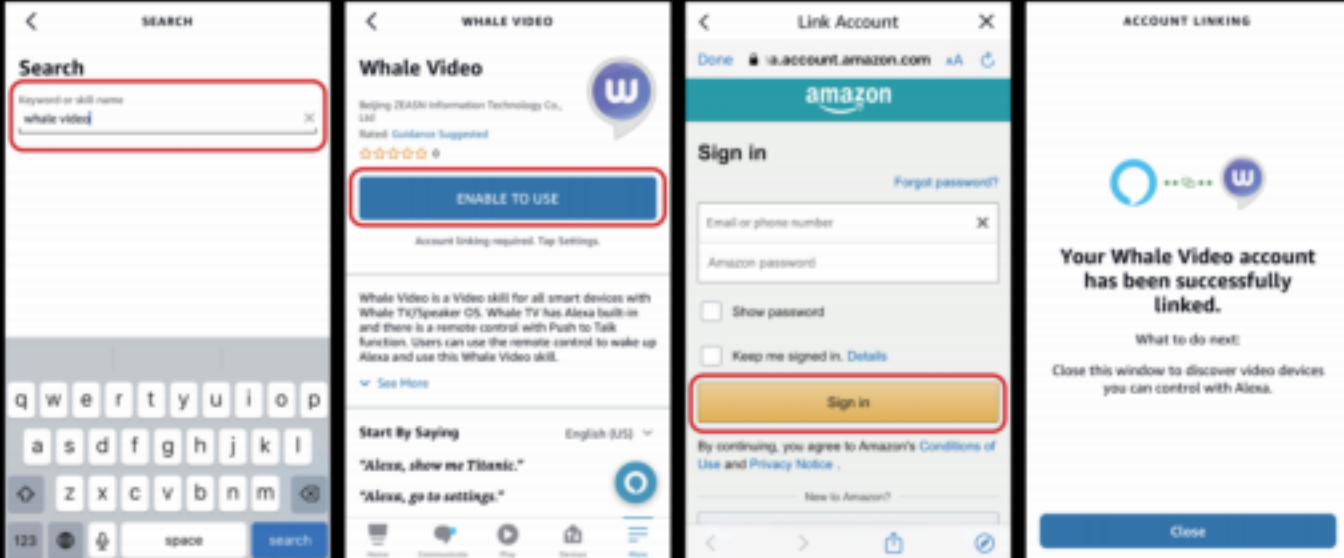 SEARCH
Search
Keyword or skill name
whale video
q w e r t y u i o p
a s d f g h j k l
z x c v b n m
123 space search
WHALE VIDEO
Whale Video
Beijing ZEASN Information Technology Co.,
Ltd
Rated: Guidance Suggested
0
w
ENABLE TO USE
Account linking required. Tap Settings.
Whale Video is a Video skill for all smart devices with
Whale TV/Speaker OS. Whale TV has Alexa built-in
and there is a remote control with Push to Talk
function. Users can use the remote control to wake up
Alexa and use this Whale Video skill.
See More
Start By Saying
English (US)
"Alexa, show me Titanic."
"Alexa, go to settings."
Home Communicate Play Devices More
Link Account
Done a.account.amazon.com AA
amazon
Sign in
Forgot password?
Email or phone number
Amazon password
Show password
Keep me signed in. Details
Sign in
By continuing, you agree to Amazon's Conditions of
Use and Privacy Notice .
New to Amazon?
ACCOUNT LINKING
w
Your Whale Video account
has been successfully
linked.
What to do next:
Close this window to discover video devices
you can control with Alexa.
Close